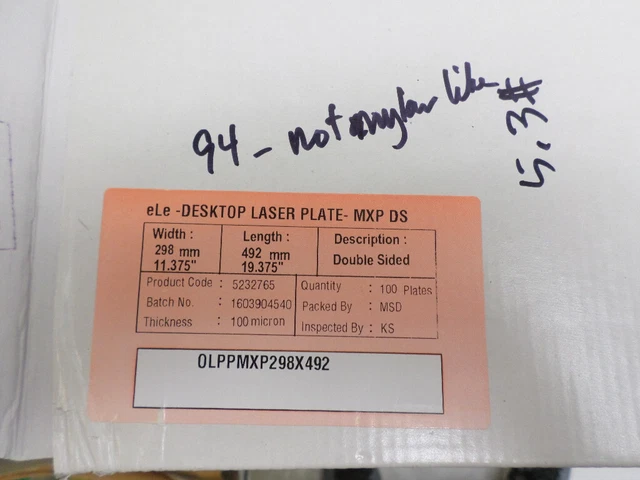 94 - not mylar like
5.3#
eLe -DESKTOP LASER PLATE- MXP DS
Width : Length : Description :
298 mm 492 mm Double Sided
11.375" 19.375"
Product Code : 5232765 Quantity : 100 Plates
Batch No. : 1603904540 Packed By : MSD
Thickness : 100 micron Inspected By : KS
OLPPMXP298X492